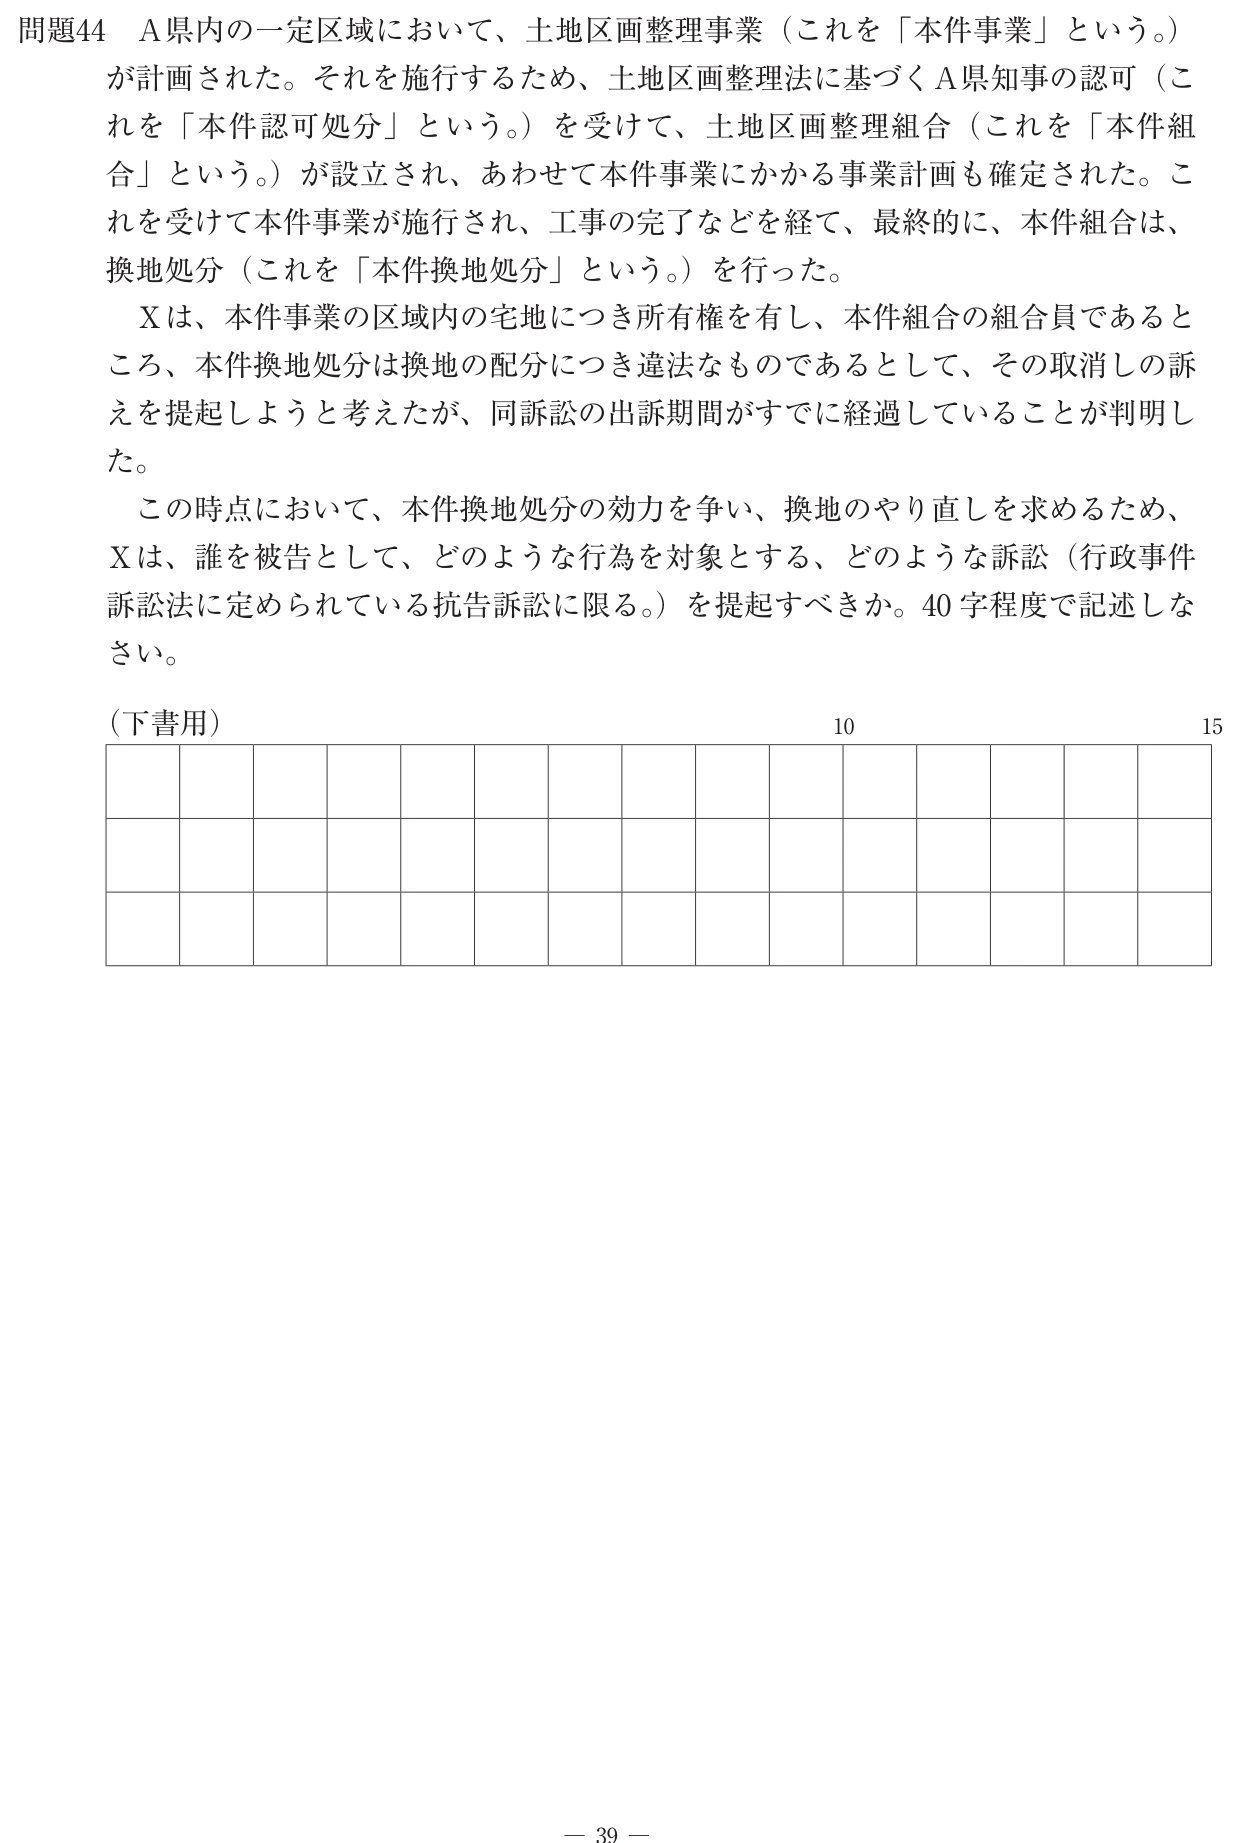 問題44　Ａ県内の一定区域において、土地区画整理事業（これを「本件事業」という。）
が計画された。それを施行するため、土地区画整理法に基づくＡ県知事の認可（こ
れを「本件認可処分」という。）を受けて、土地区画整理組合（これを「本件組
合」という。）が設立され、あわせて本件事業にかかる事業計画も確定された。こ
れを受けて本件事業が施行され、工事の完了などを経て、最終的に、本件組合は、
換地処分（これを「本件換地処分」という。）を行った。
Ｘは、本件事業の区域内の宅地につき所有権を有し、本件組合の組合員であると
ころ、本件換地処分は換地の配分につき違法なものであるとして、その取消しの訴
えを提起しようと考えたが、同訴訟の出訴期間がすでに経過していることが判明し
た。
この時点において、本件換地処分の効力を争い、換地のやり直しを求めるため、
Ｘは、誰を被告として、どのような行為を対象とする、どのような訴訟（行政事件
訴訟法に定められている抗告訴訟に限る。）を提起すべきか。40 字程度で記述しな
さい。
（下書用）
10
15
― 39 ―